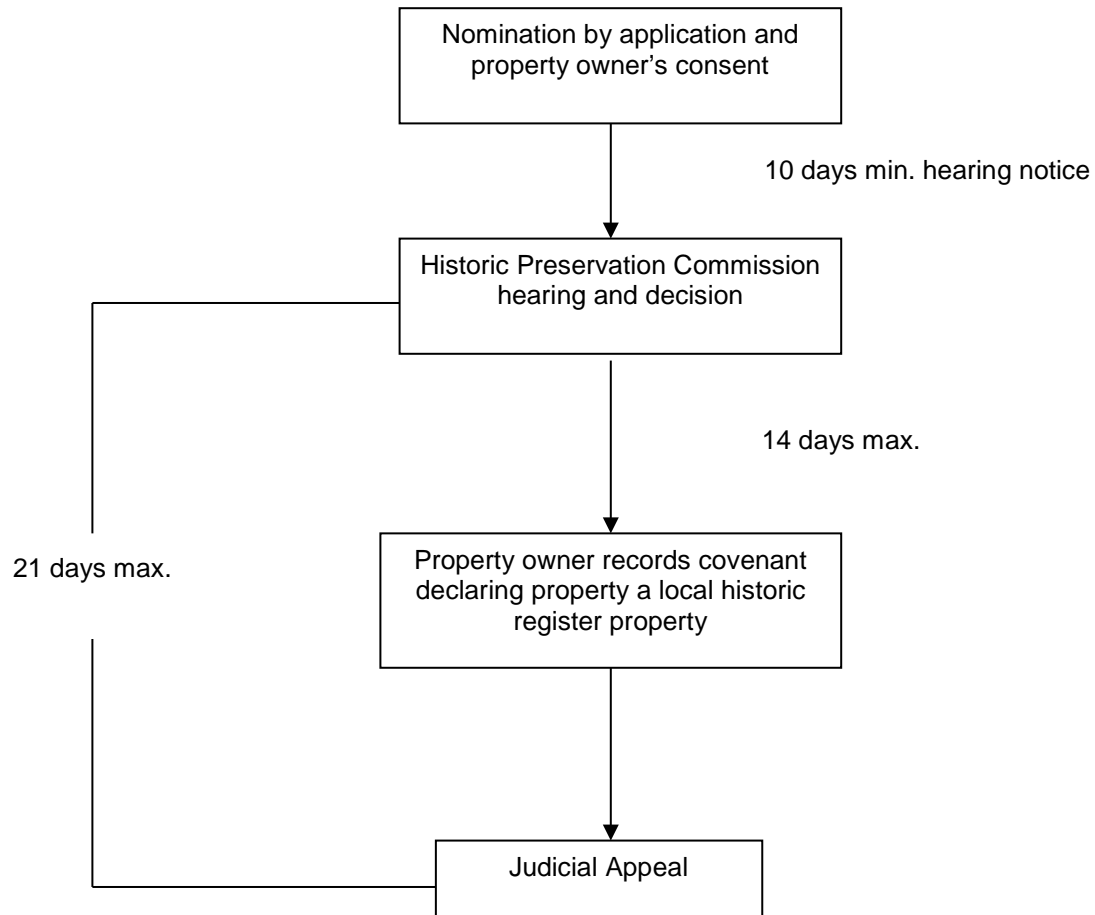 Nomination by application and
property owner’s consent
10 days min. hearing notice
Historic Preservation Commission
hearing and decision
14 days max.
21 days max.
Property owner records covenant
declaring property a local historic
register property
Judicial Appeal